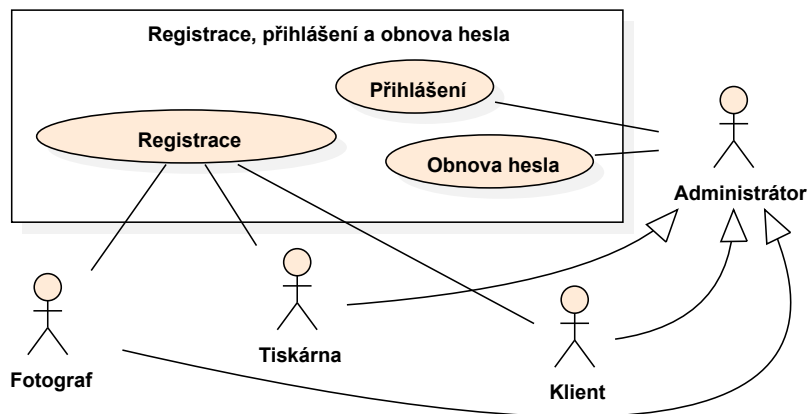 Registrace, přihlášení a obnova hesla
Přihlášení
Registrace
Obnova hesla
Administrátor
Tiskárna
Fotograf
Klient